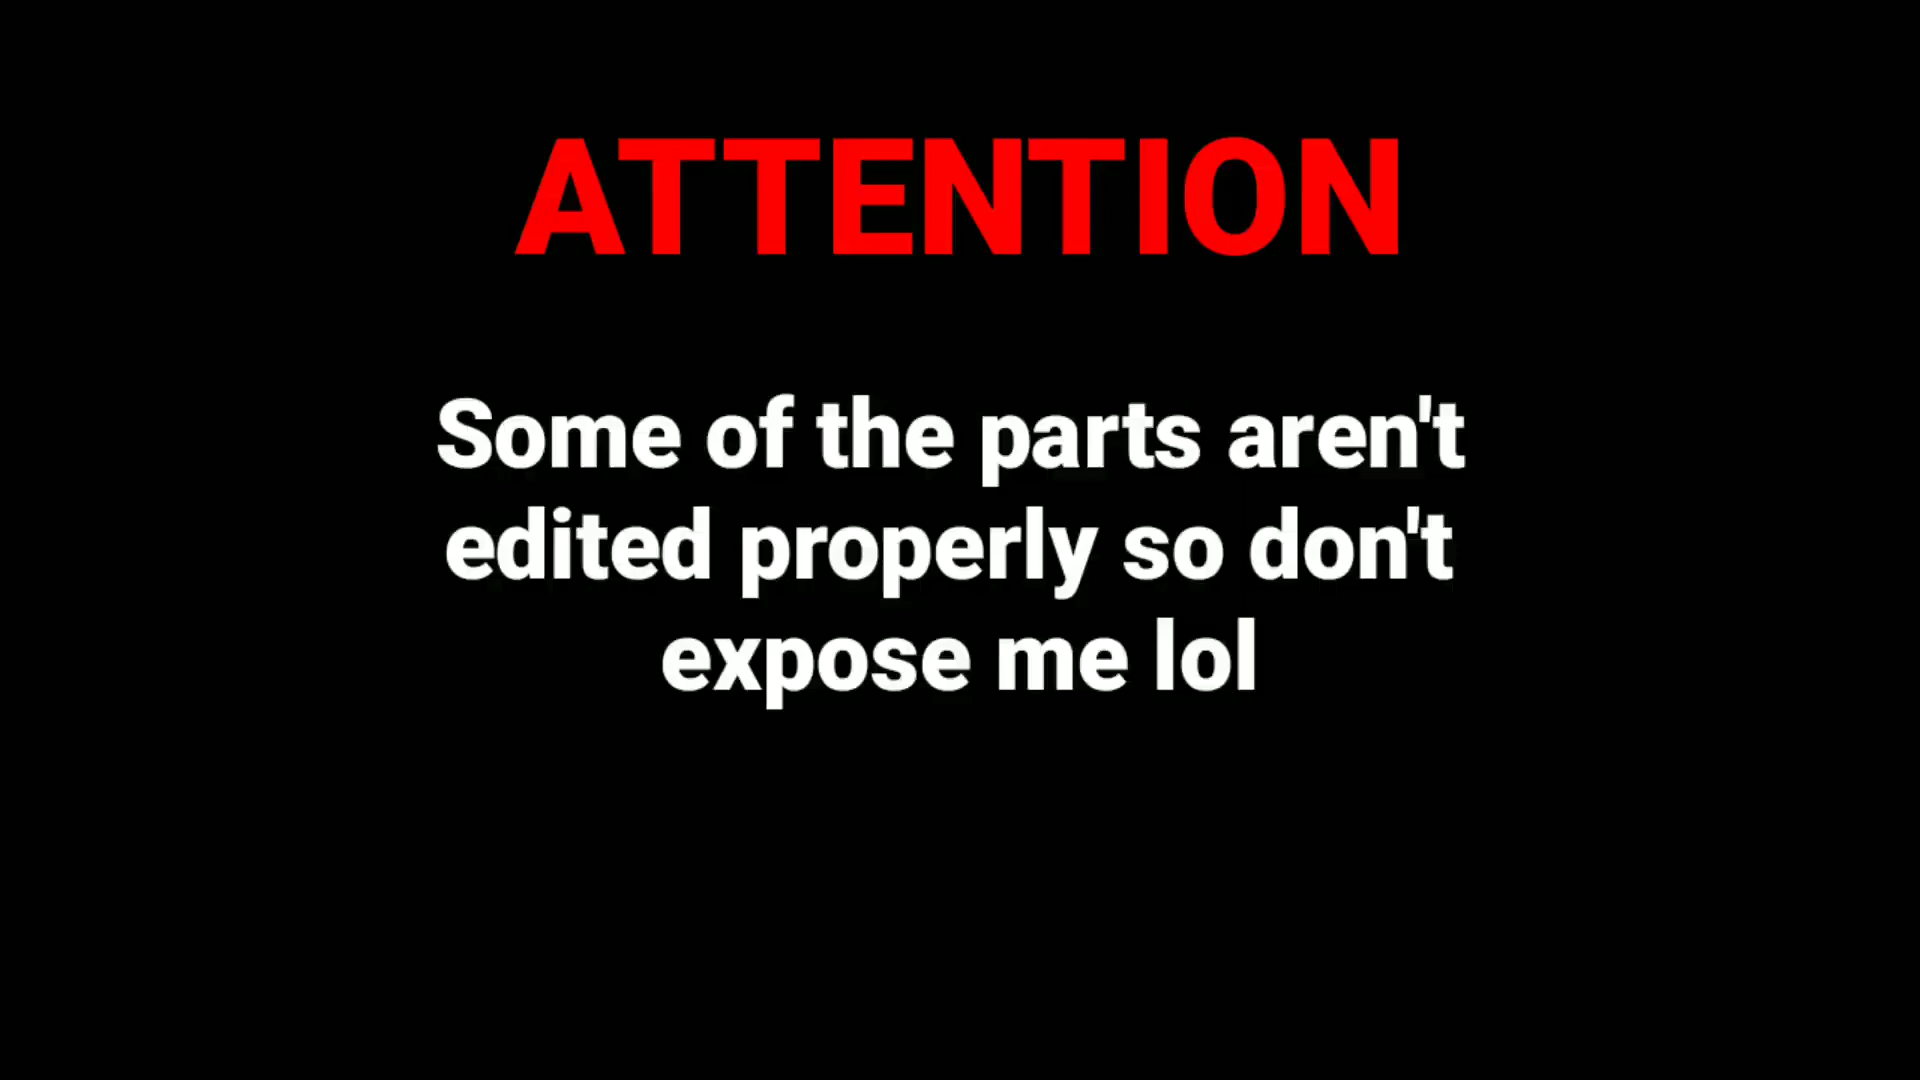 ATTENTION
Some of the parts aren't
edited properly so don't
expose me lol